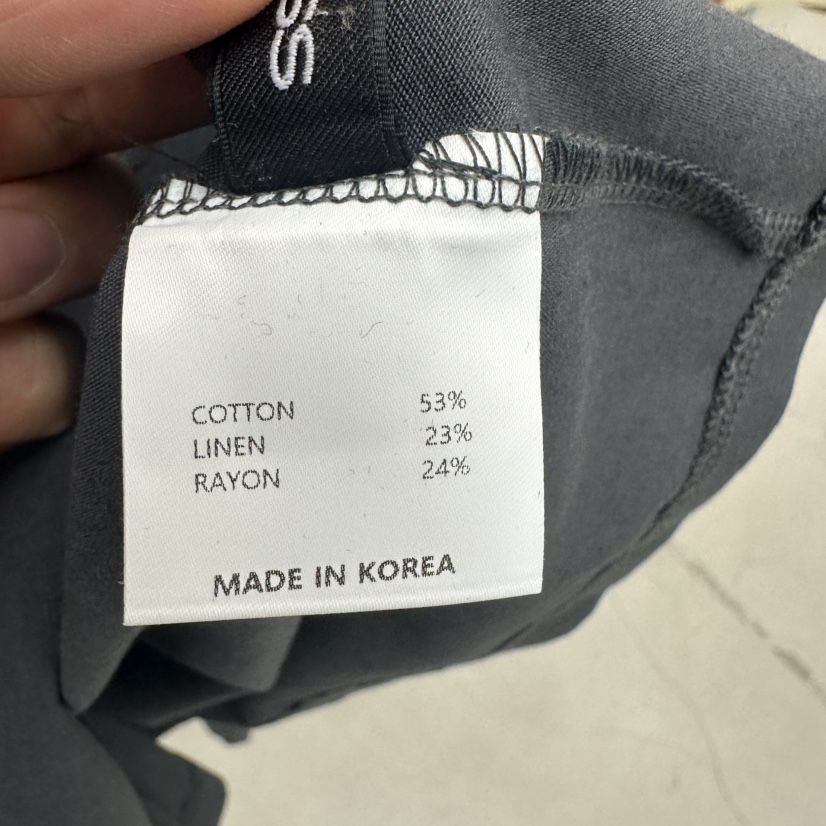 COTTON 53%
LINEN 23%
RAYON 24%
MADE IN KOREA